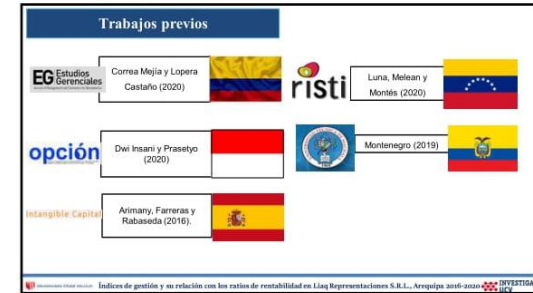 Trabajos previos
EG Estudios
Gerenciales
Correa Mejía y Lopera
Castaño (2020)
risti
Luna, Melean y
Montés (2020)
opción
Dwi Insani y Prasetyo
(2020)
Montenegro (2019)
Intangible Capital
Arimany, Farreras y
Rabaseda (2016).
Índices de gestión y su relación con los ratios de rentabilidad en Liaq Representaciones S.R.L., Arequipa 2016-2020
INVESTIGA
UCV